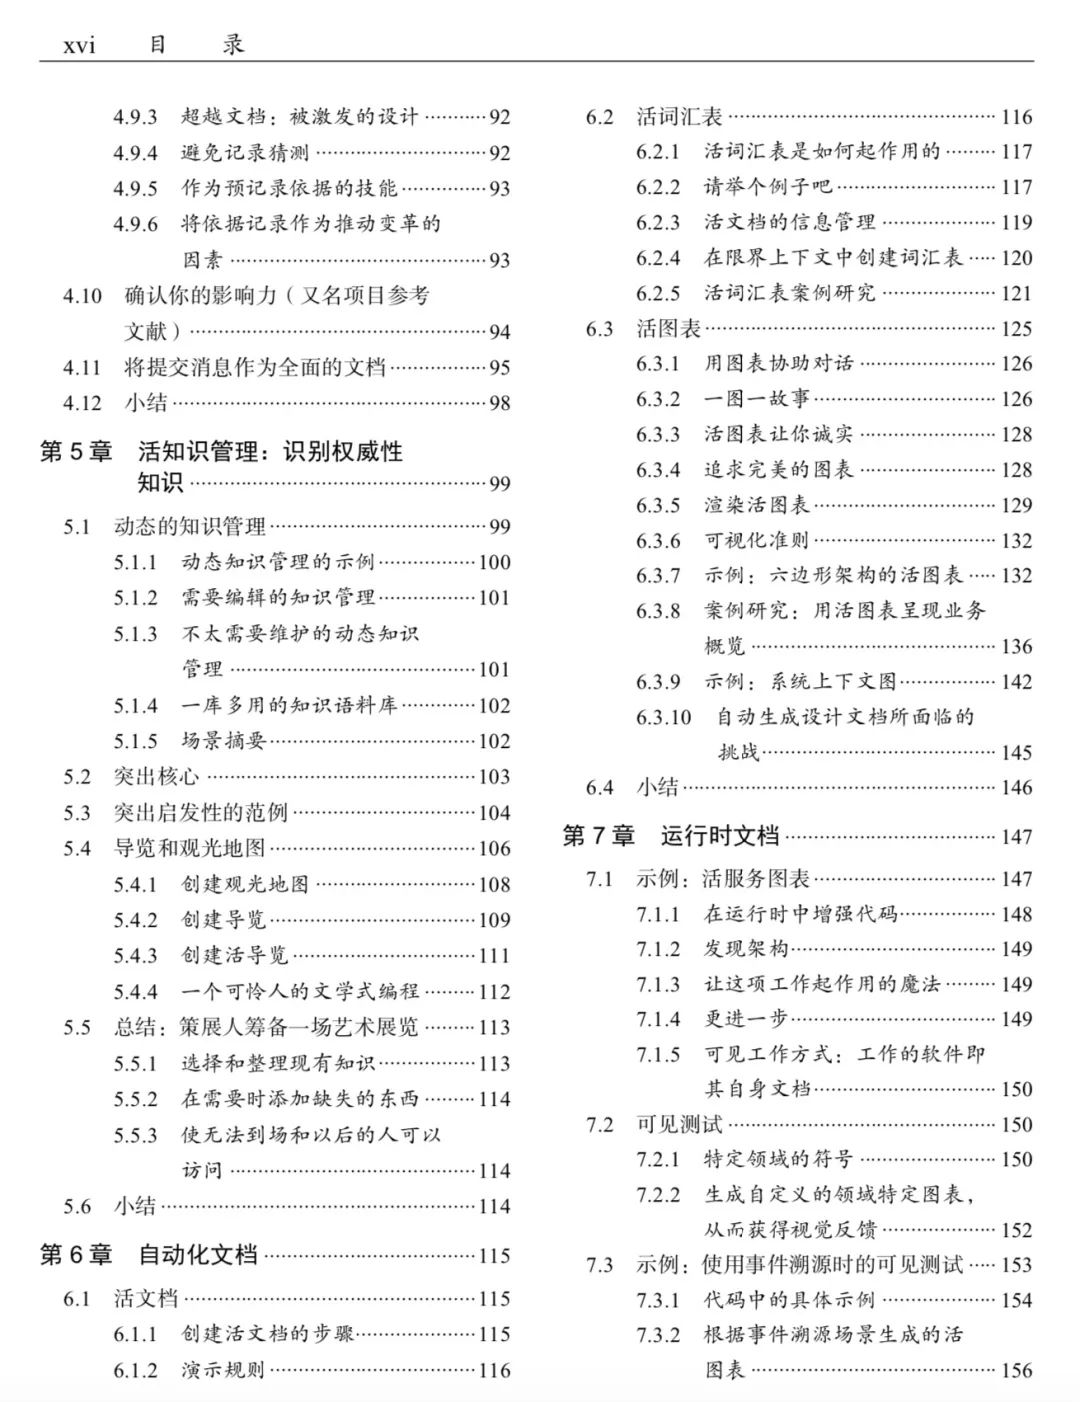 xvi 目 录
4.9.3 超越文档：被激发的设计 ··········· 92
4.9.4 避免记录猜测 ··········· 92
4.9.5 作为预记录依据的技能 ··········· 93
4.9.6 将依据记录作为推动变革的
因素 ··········· 93
4.10 确认你的影响力（又名项目参考
文献） ··········· 94
4.11 将提交消息作为全面的文档 ··········· 95
4.12 小结 ··········· 98
第 5 章 活知识管理：识别权威性
知识 ··········· 99
5.1 动态的知识管理 ··········· 99
5.1.1 动态知识管理的示例 ··········· 100
5.1.2 需要编辑的知识管理 ··········· 101
5.1.3 不太需要维护的动态知识
管理 ··········· 101
5.1.4 一库多用的知识语料库 ··········· 102
5.1.5 场景摘要 ··········· 102
5.2 突出核心 ··········· 103
5.3 突出启发性的范例 ··········· 104
5.4 导览和观光地图 ··········· 106
5.4.1 创建观光地图 ··········· 108
5.4.2 创建导览 ··········· 109
5.4.3 创建活导览 ··········· 111
5.4.4 一个可怜人的文学式编程 ··········· 112
5.5 总结：策展人筹备一场艺术展览 ··········· 113
5.5.1 选择和整理现有知识 ··········· 113
5.5.2 在需要时添加缺失的东西 ··········· 114
5.5.3 使无法到场和以后的人可以
访问 ··········· 114
5.6 小结 ··········· 114
第 6 章 自动化文档 ··········· 115
6.1 活文档 ··········· 115
6.1.1 创建活文档的步骤 ··········· 115
6.1.2 演示规则 ··········· 116
6.2 活词汇表 ··········· 116
6.2.1 活词汇表是如何起作用的 ··········· 117
6.2.2 请举个例子吧 ··········· 117
6.2.3 活文档的信息管理 ··········· 119
6.2.4 在限界上下文中创建词汇表 ····· 120
6.2.5 活词汇表案例研究 ··········· 121
6.3 活图表 ··········· 125
6.3.1 用图表协助对话 ··········· 126
6.3.2 一图一故事 ··········· 126
6.3.3 活图表让你诚实 ··········· 128
6.3.4 追求完美的图表 ··········· 128
6.3.5 渲染活图表 ··········· 129
6.3.6 可视化准则 ··········· 132
6.3.7 示例：六边形架构的活图表 ····· 132
6.3.8 案例研究：用活图表呈现业务
概览 ··········· 136
6.3.9 示例：系统上下文图 ··········· 142
6.3.10 自动生成设计文档所面临的
挑战 ··········· 145
6.4 小结 ··········· 146
第 7 章 运行时文档 ··········· 147
7.1 示例：活服务图表 ··········· 147
7.1.1 在运行时中增强代码 ··········· 148
7.1.2 发现架构 ··········· 149
7.1.3 让这项工作起作用的魔法 ········· 149
7.1.4 更进一步 ··········· 149
7.1.5 可见工作方式：工作的软件即
其自身文档 ··········· 150
7.2 可见测试 ··········· 150
7.2.1 特定领域的符号 ··········· 150
7.2.2 生成自定义的领域特定图表，
从而获得视觉反馈 ··········· 152
7.3 示例：使用事件溯源时的可见测试 ····· 153
7.3.1 代码中的具体示例 ··········· 154
7.3.2 根据事件溯源场景生成的活
图表 ··········· 156